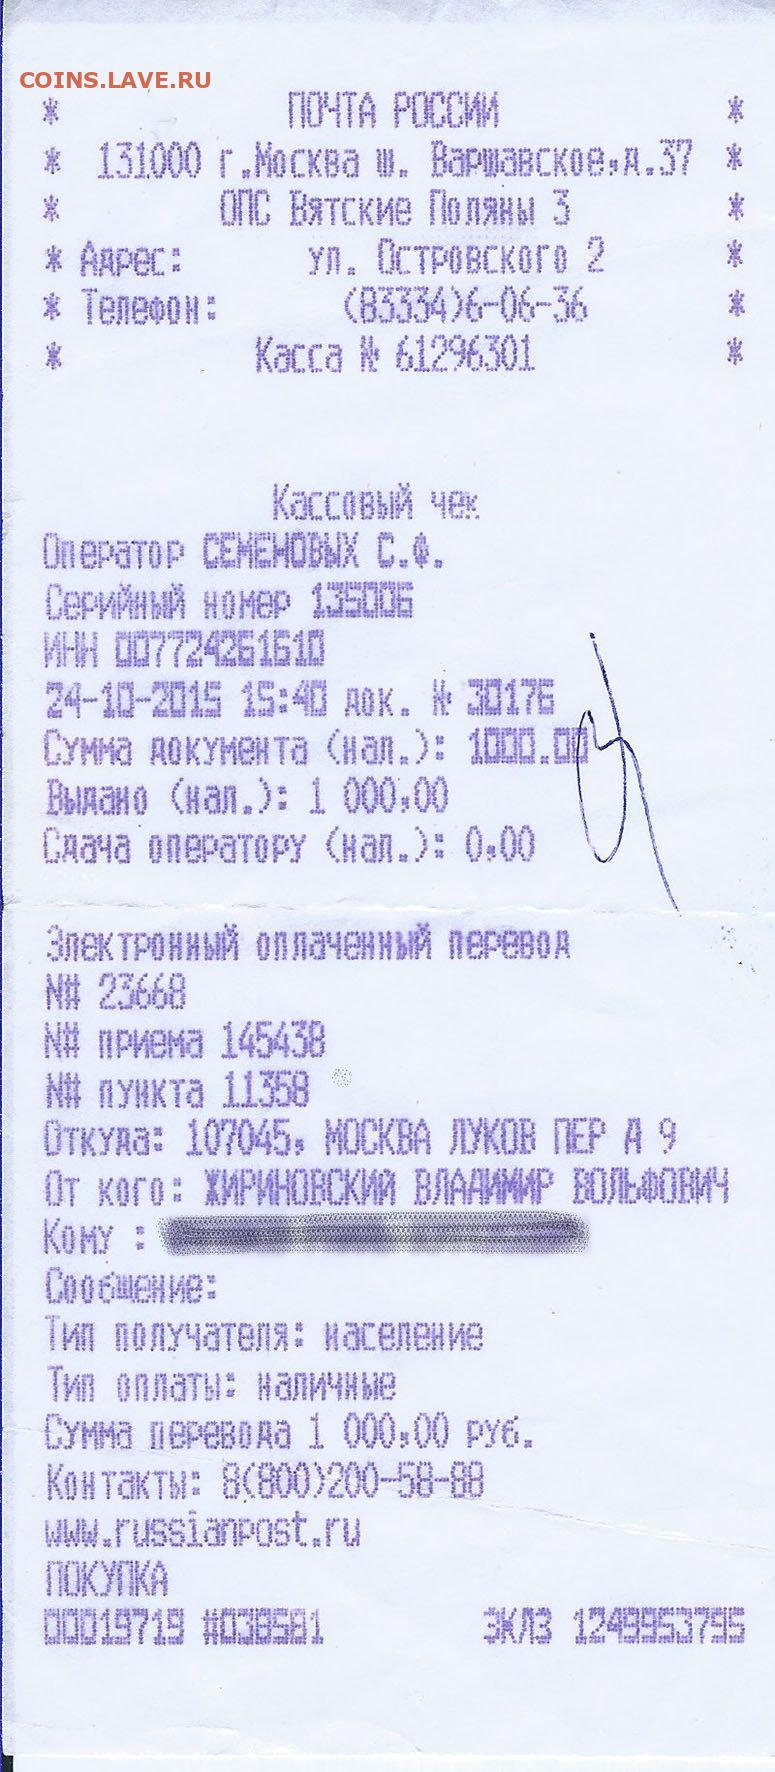 COINS.LAVE.RU
* ПОЧТА РОССИИ *
* 131000 г.Москва ш. Варшавское,д.37 *
* ОПС Вятские Поляны 3 *
* Адрес: ул. Островского 2 *
* Телефон: (83334)6-06-36 *
* Касса № 61296301 *
Кассовый чек
Оператор СЕМЕНОВЫХ С.Ф.
Серийный номер 135006
ИНН 007724261610
24-10-2015 15:40 док. № 30176
Сумма документа (нал.): 1000.00
Выдано (нал.): 1 000,00
Сдача оператору (нал.): 0,00
Электронный оплаченный перевод
N# 23668
N# приема 145438
N# пункта 11358
Откуда: 107045, МОСКВА ЛУКОВ ПЕР Д 9
От кого: ЖИРИНОВСКИЙ ВЛАДИМИР ВОЛЬФОВИЧ
Кому :
Сообщение:
Тип получателя: население
Тип оплаты: наличные
Сумма перевода 1 000,00 руб.
Контакты: 8(800)200-58-88
www.russianpost.ru
ПОКУПКА
00019719 #038581 ЭКЛЗ 1249953795